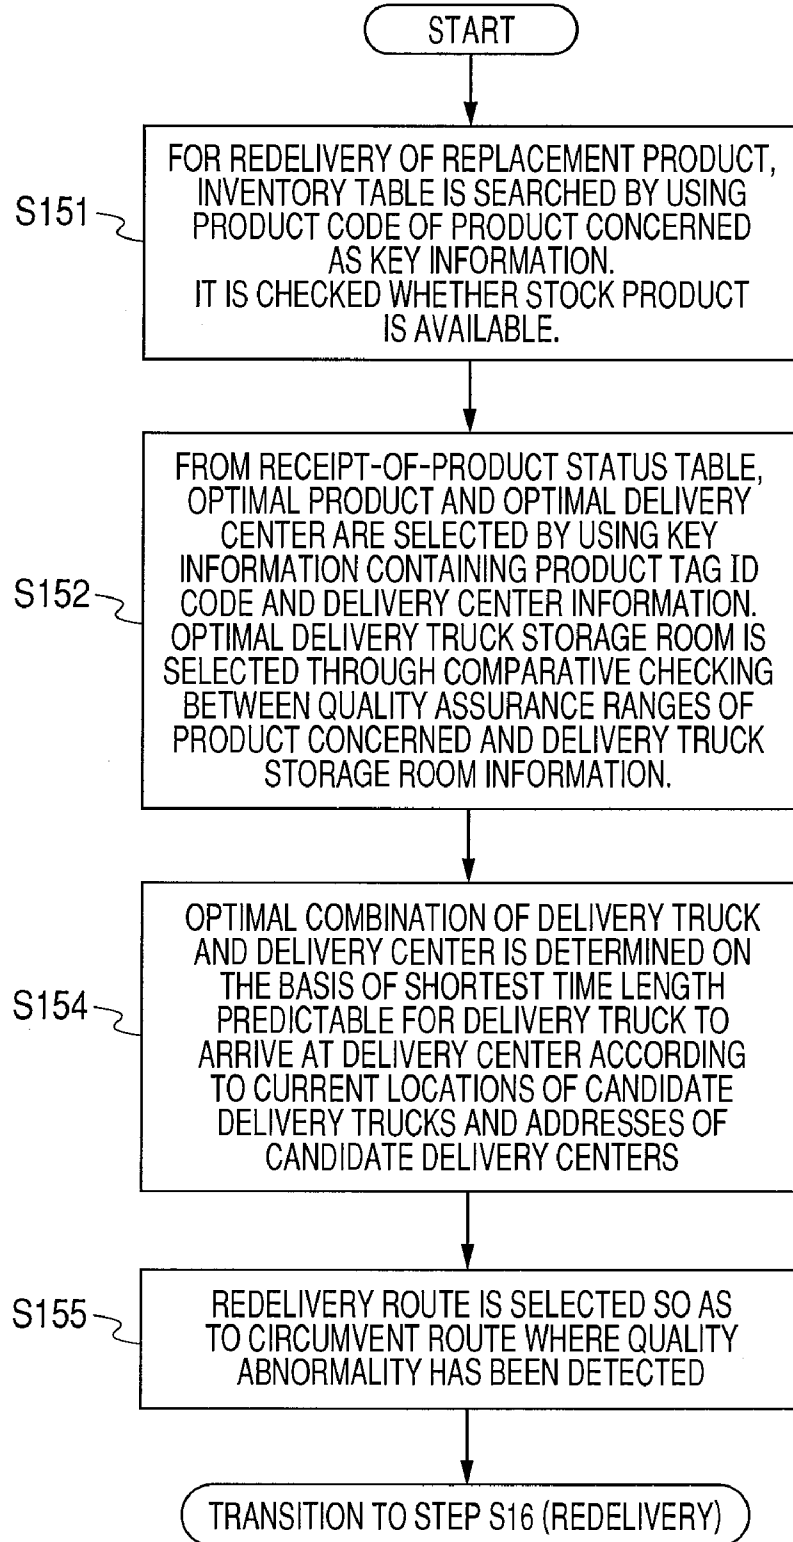 START
S151
FOR REDELIVERY OF REPLACEMENT PRODUCT,
INVENTORY TABLE IS SEARCHED BY USING
PRODUCT CODE OF PRODUCT CONCERNED
AS KEY INFORMATION.
IT IS CHECKED WHETHER STOCK PRODUCT
IS AVAILABLE.
S152
FROM RECEIPT-OF-PRODUCT STATUS TABLE,
OPTIMAL PRODUCT AND OPTIMAL DELIVERY
CENTER ARE SELECTED BY USING KEY
INFORMATION CONTAINING PRODUCT TAG ID
CODE AND DELIVERY CENTER INFORMATION.
OPTIMAL DELIVERY TRUCK STORAGE ROOM IS
SELECTED THROUGH COMPARATIVE CHECKING
BETWEEN QUALITY ASSURANCE RANGES OF
PRODUCT CONCERNED AND DELIVERY TRUCK
STORAGE ROOM INFORMATION.
S154
OPTIMAL COMBINATION OF DELIVERY TRUCK
AND DELIVERY CENTER IS DETERMINED ON
THE BASIS OF SHORTEST TIME LENGTH
PREDICTABLE FOR DELIVERY TRUCK TO
ARRIVE AT DELIVERY CENTER ACCORDING
TO CURRENT LOCATIONS OF CANDIDATE
DELIVERY TRUCKS AND ADDRESSES OF
CANDIDATE DELIVERY CENTERS
S155
REDELIVERY ROUTE IS SELECTED SO AS
TO CIRCUMVENT ROUTE WHERE QUALITY
ABNORMALITY HAS BEEN DETECTED
TRANSITION TO STEP S16 (REDELIVERY)